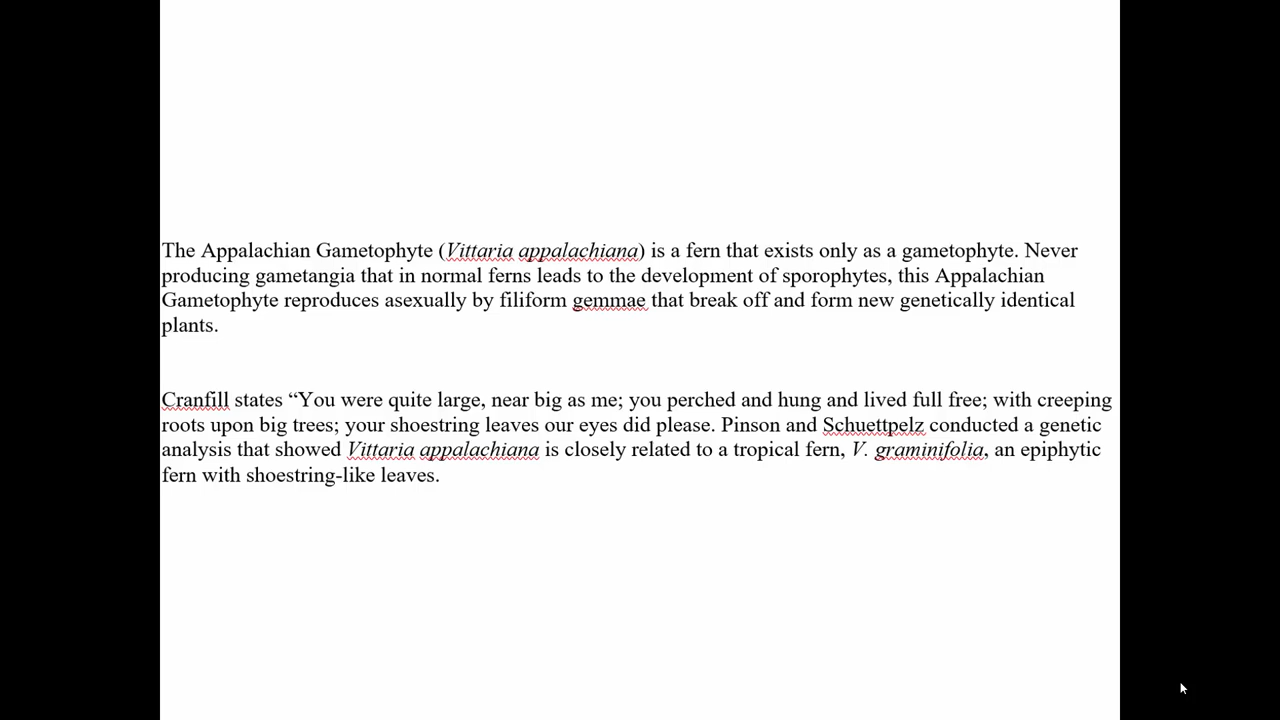 The Appalachian Gametophyte (Vittaria appalachiana) is a fern that exists only as a gametophyte. Never
producing gametangia that in normal ferns leads to the development of sporophytes, this Appalachian
Gametophyte reproduces asexually by filiform gemmae that break off and form new genetically identical
plants.
Cranfill states “You were quite large, near big as me; you perched and hung and lived full free; with creeping
roots upon big trees; your shoestring leaves our eyes did please. Pinson and Schuettpelz conducted a genetic
analysis that showed Vittaria appalachiana is closely related to a tropical fern, V. graminifolia, an epiphytic
fern with shoestring-like leaves.